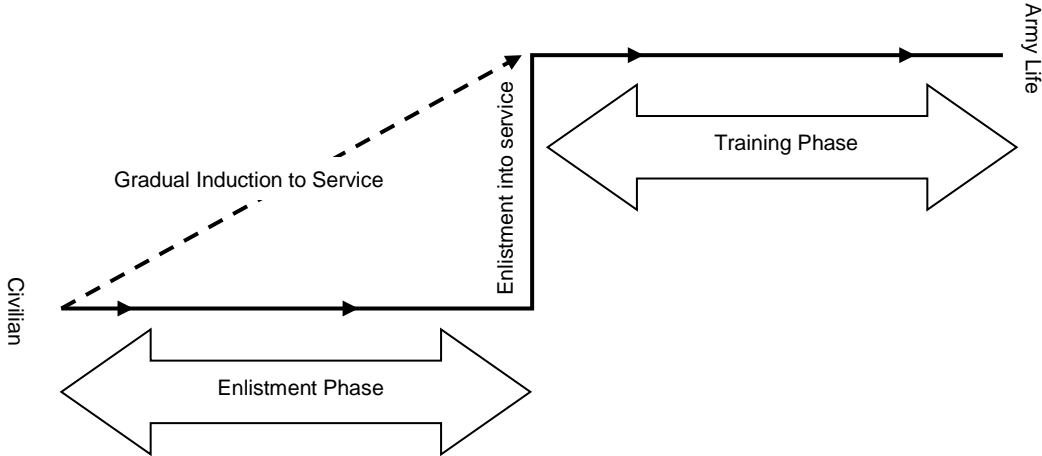 Army Life
Training Phase
Enlistment into service
Gradual Induction to Service
Civilian
Enlistment Phase